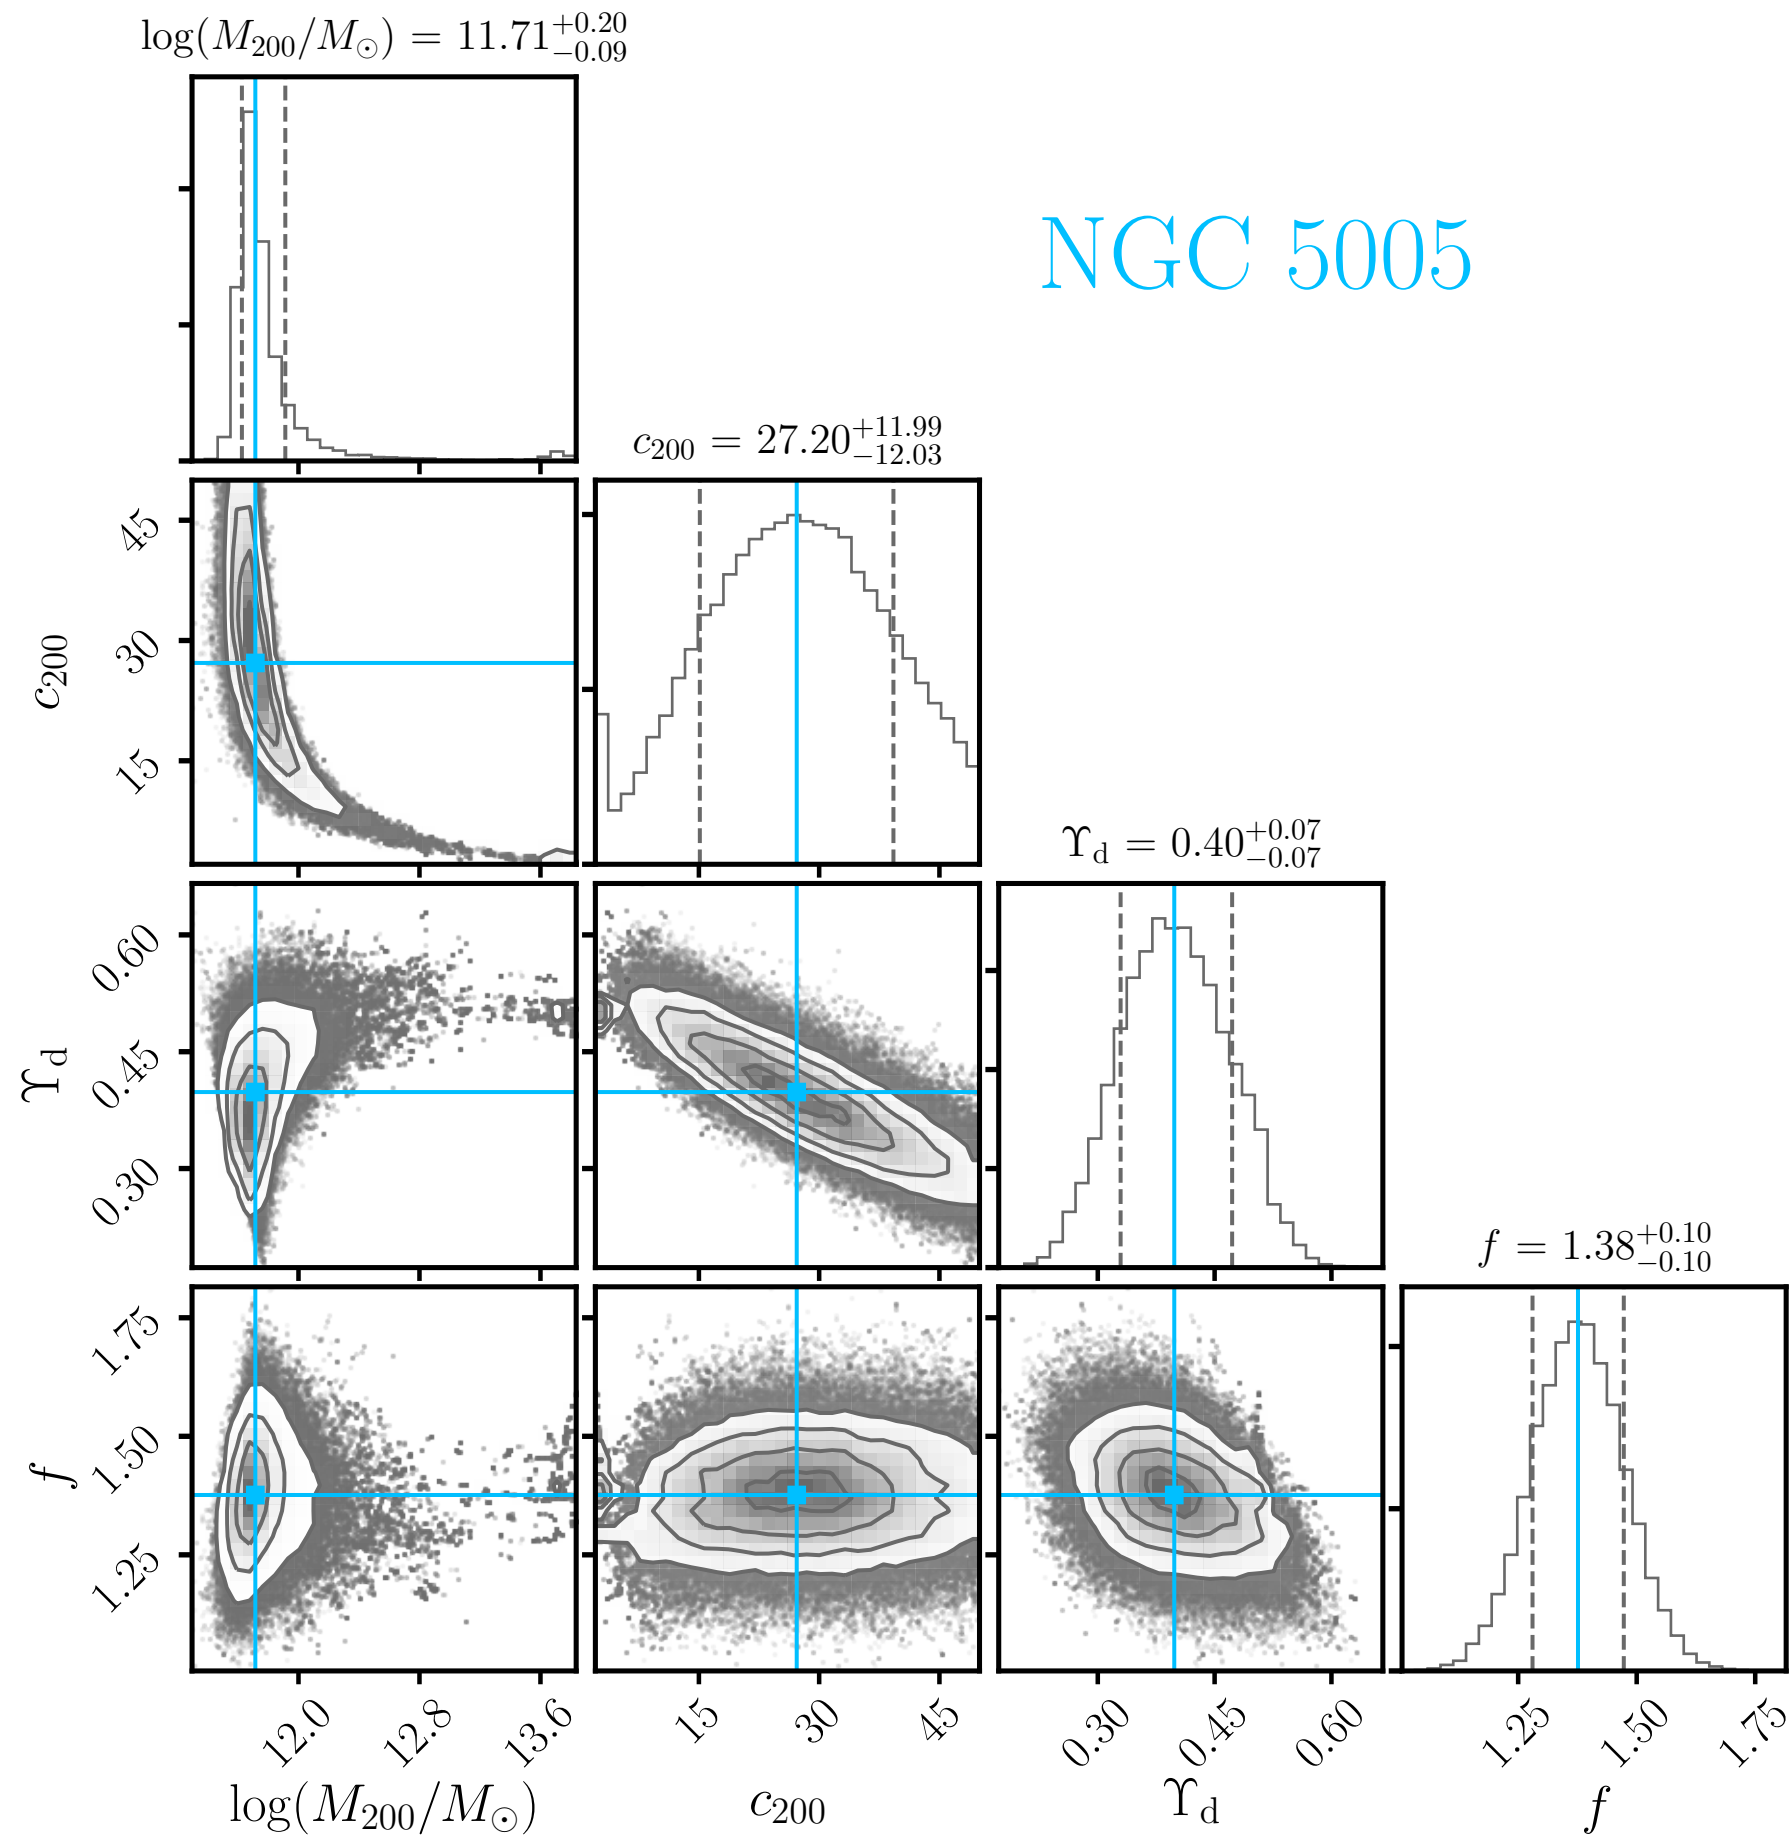 log(M₂₀₀/M☉) = 11.71 +0.20 −0.09
NGC 5005
c₂₀₀ = 27.20 +11.99 −12.03
45
30
15
c₂₀₀
ϒd = 0.40 +0.07 −0.07
0.60
0.45
0.30
ϒd
f = 1.38 +0.10 −0.10
1.75
1.50
1.25
f
12.0 12.8 13.6 15 30 45 0.30 0.45 0.60 1.25 1.50 1.75
log(M₂₀₀/M☉) c₂₀₀ ϒd f